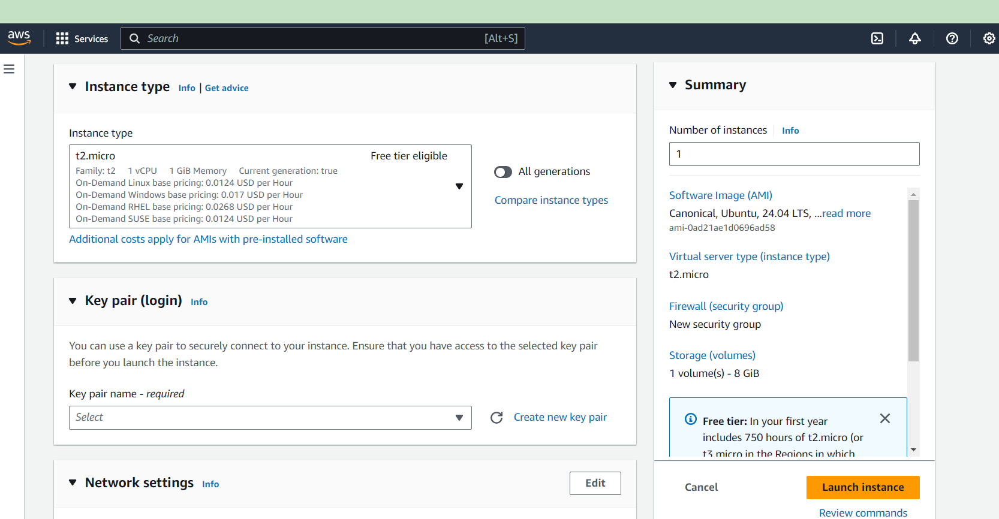 aws
Services
Search [Alt+S]
Instance type Info | Get advice
Instance type
t2.micro Free tier eligible
Family: t2 1 vCPU 1 GiB Memory Current generation: true
On-Demand Linux base pricing: 0.0124 USD per Hour
On-Demand Windows base pricing: 0.017 USD per Hour
On-Demand RHEL base pricing: 0.0268 USD per Hour
On-Demand SUSE base pricing: 0.0124 USD per Hour
All generations
Compare instance types
Additional costs apply for AMIs with pre-installed software
Key pair (login) Info
You can use a key pair to securely connect to your instance. Ensure that you have access to the selected key pair
before you launch the instance.
Key pair name - required
Select
Create new key pair
Network settings Info
Edit
Summary
Number of instances Info
1
Software Image (AMI)
Canonical, Ubuntu, 24.04 LTS, ...read more
ami-0ad21ae1d0696ad58
Virtual server type (instance type)
t2.micro
Firewall (security group)
New security group
Storage (volumes)
1 volume(s) - 8 GiB
Free tier: In your first year
includes 750 hours of t2.micro (or
t3.micro in the Regions in which
Cancel
Launch instance
Review commands